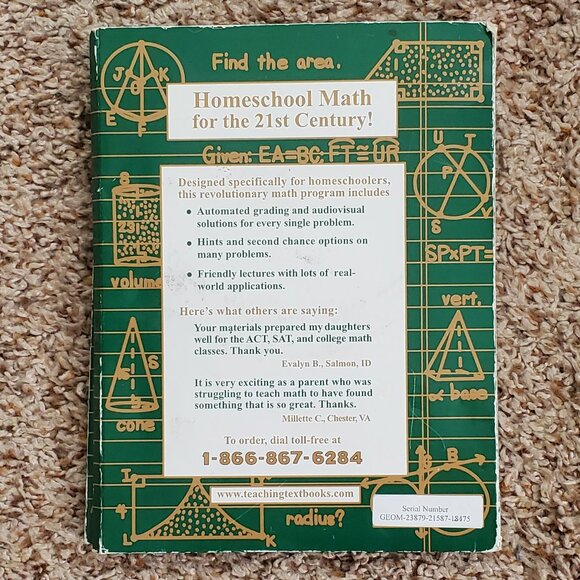 Find the area.
J K
O
E F
Homeschool Math
for the 21st Century!
Given: EA=BC, FT≅UR
U T
P
S
SP×PT=
Designed specifically for homeschoolers,
this revolutionary math program includes
• Automated grading and audiovisual
solutions for every single problem.
• Hints and second chance options on
many problems.
• Friendly lectures with lots of real-
world applications.
8
volume
vert.
Here's what others are saying:
Your materials prepared my daughters
well for the ACT, SAT, and college math
classes. Thank you.
Evalyn B., Salmon, ID
It is very exciting as a parent who was
struggling to teach math to have found
something that is so great. Thanks.
Millette C., Chester, VA
S
cone
∝ base
To order, dial toll-free at
1-866-867-6284
www.teachingtextbooks.com
I
4
L K
radius?
B
Serial Number
GEOM-23879-21587-18475